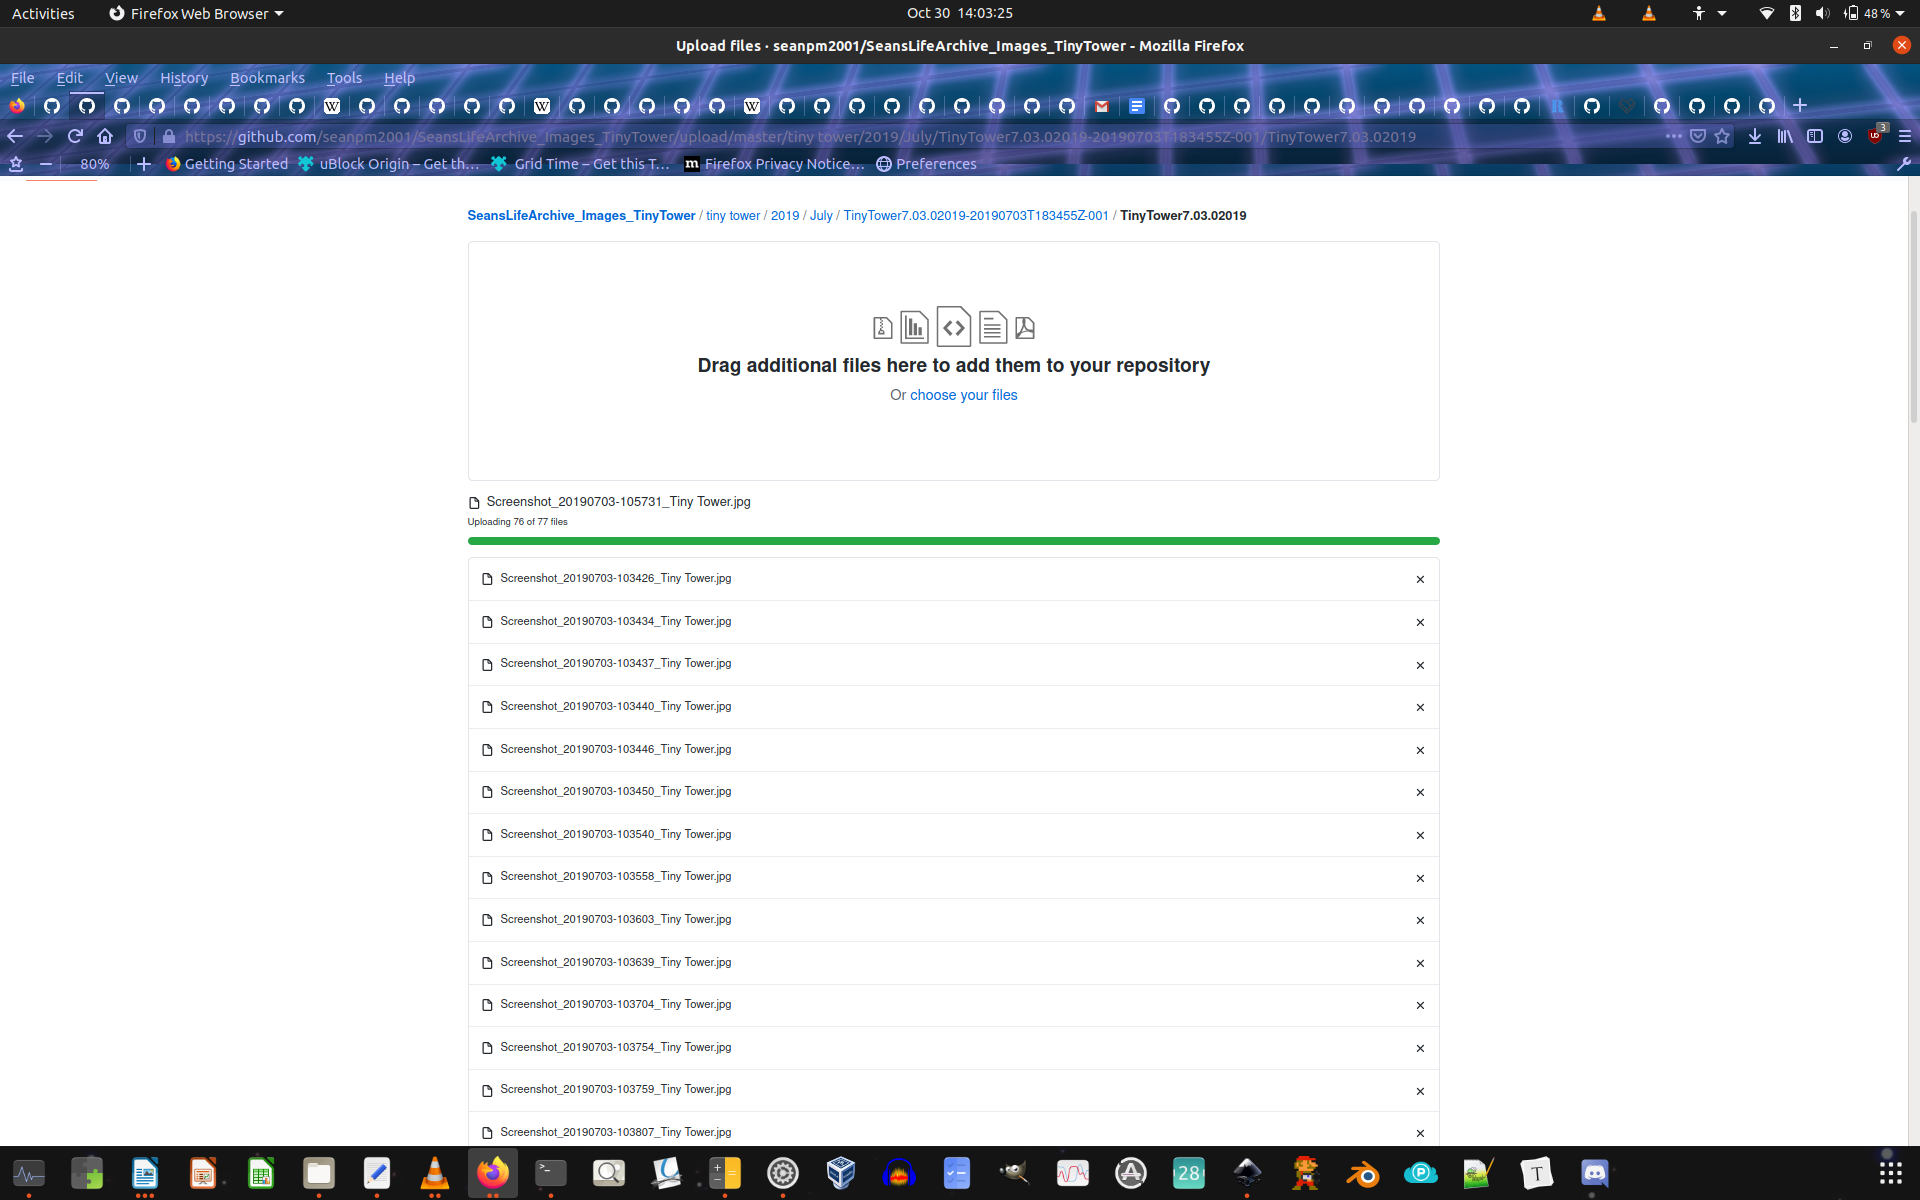 Activities
Firefox Web Browser
Oct 30 14:03:25
48 %
Upload files · seanpm2001/SeansLifeArchive_Images_TinyTower - Mozilla Firefox
File Edit View History Bookmarks Tools Help
https://github.com/seanpm2001/SeansLifeArchive_Images_TinyTower/upload/master/tiny tower/2019/July/TinyTower7.03.02019-20190703T183455Z-001/TinyTower7.03.02019
3
80%
Getting Started
uBlock Origin – Get th…
Grid Time – Get this T…
Firefox Privacy Notice…
Preferences
SeansLifeArchive_Images_TinyTower / tiny tower / 2019 / July / TinyTower7.03.02019-20190703T183455Z-001 / TinyTower7.03.02019
Drag additional files here to add them to your repository
Or choose your files
Screenshot_20190703-105731_Tiny Tower.jpg
Uploading 76 of 77 files
Screenshot_20190703-103426_Tiny Tower.jpg
Screenshot_20190703-103434_Tiny Tower.jpg
Screenshot_20190703-103437_Tiny Tower.jpg
Screenshot_20190703-103440_Tiny Tower.jpg
Screenshot_20190703-103446_Tiny Tower.jpg
Screenshot_20190703-103450_Tiny Tower.jpg
Screenshot_20190703-103540_Tiny Tower.jpg
Screenshot_20190703-103558_Tiny Tower.jpg
Screenshot_20190703-103603_Tiny Tower.jpg
Screenshot_20190703-103639_Tiny Tower.jpg
Screenshot_20190703-103704_Tiny Tower.jpg
Screenshot_20190703-103754_Tiny Tower.jpg
Screenshot_20190703-103759_Tiny Tower.jpg
Screenshot_20190703-103807_Tiny Tower.jpg
28